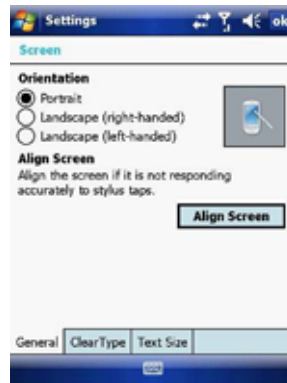 Settings
ok
Screen
Orientation
Portrait
Landscape (right-handed)
Landscape (left-handed)
Align Screen
Align the screen if it is not responding
accurately to stylus taps.
Align Screen
General ClearType Text Size